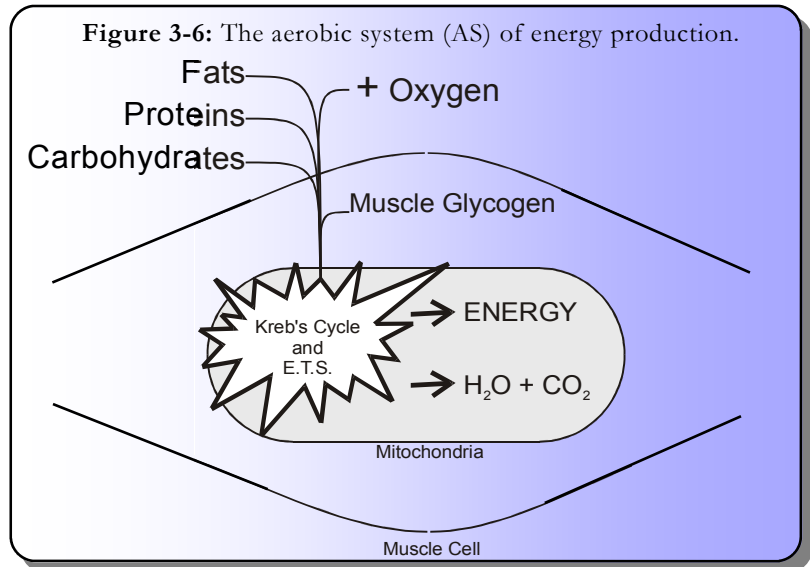 Figure 3-6: The aerobic system (AS) of energy production.
Fats
+ Oxygen
Proteins
Carbohydrates
Muscle Glycogen
Kreb's Cycle
and
E.T.S.
ENERGY
H₂O + CO₂
Mitochondria
Muscle Cell